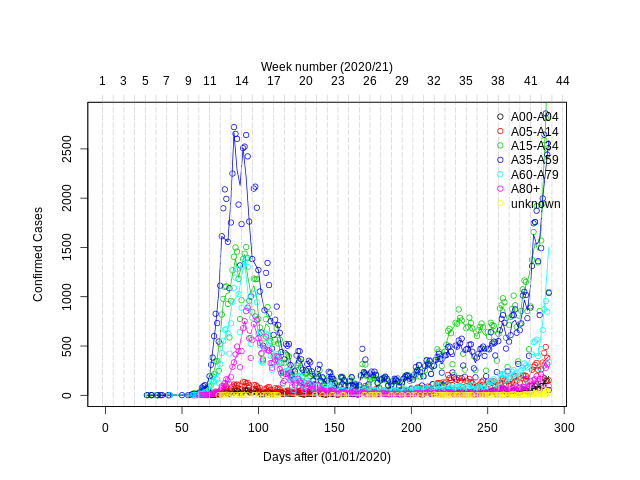 Week number (2020/21)
1 3 5 7 9 11 14 17 20 23 26 29 32 35 38 41 44
A00-A04
A05-A14
A15-A34
A35-A59
A60-A79
A80+
unknown
Confirmed Cases
2500
2000
1500
1000
500
0
0 50 100 150 200 250 300
Days after (01/01/2020)